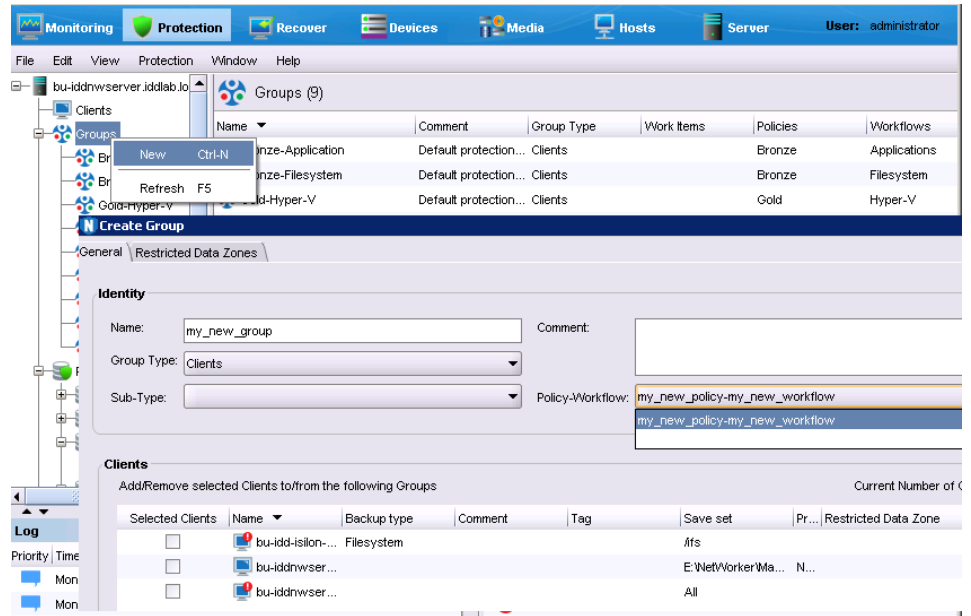 Monitoring Protection Recover Devices Media Hosts Server User: administrator
File Edit View Protection Window Help
bu-iddnwserver.iddlab.lo
Clients
Groups
Br
Br
Gold-Hyper-V
New Ctrl-N
Refresh F5
Groups (9)
Name Comment Group Type Work Items Policies Workflows
onze-Application Default protection... Clients Bronze Applications
onze-Filesystem Default protection... Clients Bronze Filesystem
ld-Hyper-V Default protection... Clients Gold Hyper-V
N Create Group
General Restricted Data Zones
Identity
Name: my_new_group Comment:
Group Type: Clients
Sub-Type: Policy-Workflow: my_new_policy-my_new_workflow
my_new_policy-my_new_workflow
Clients
Add/Remove selected Clients to/from the following Groups Current Number of
Selected Clients Name Backup type Comment Tag Save set Pr... Restricted Data Zone
bu-idd-isilon-... Filesystem /ifs
bu-iddnwser... E:\NetWorker\Ma... N...
bu-iddnwser... All
Log
Priority Time
Mon
Mon